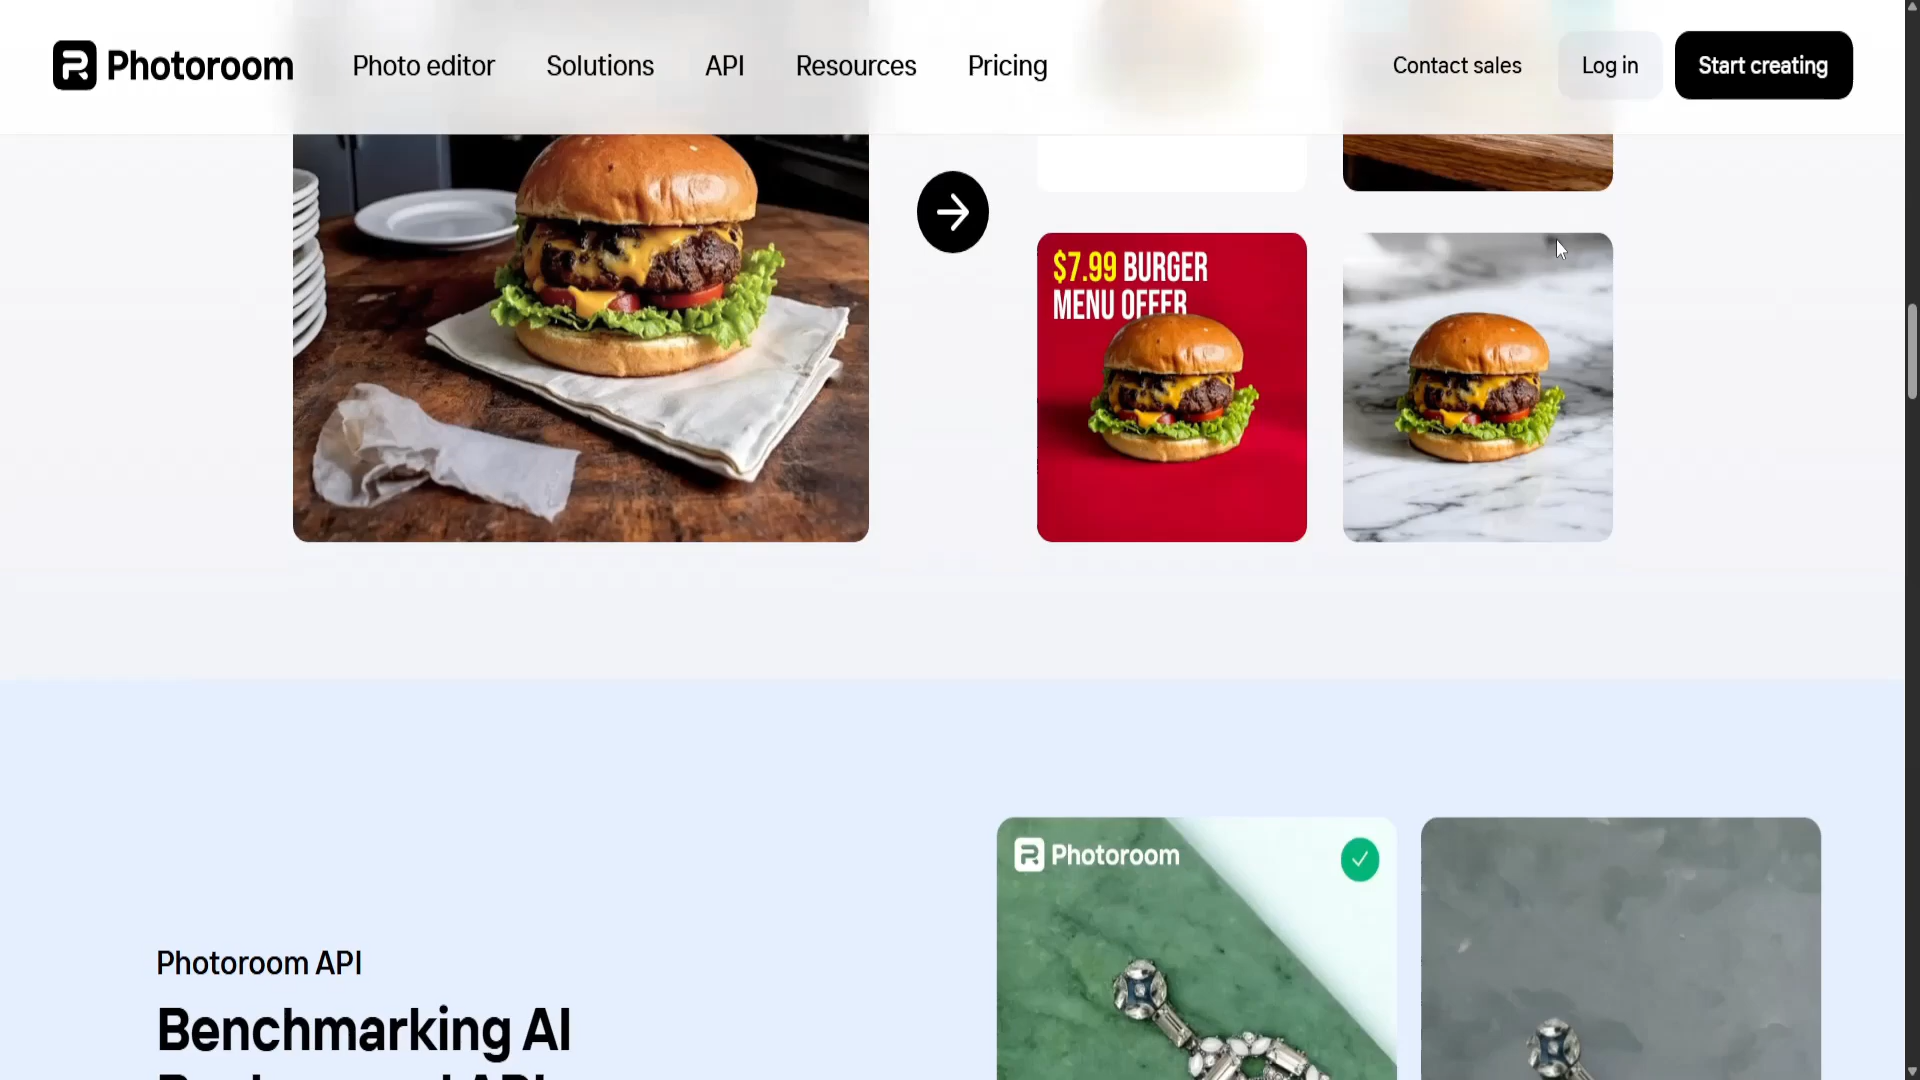 Photoroom
Photo editor
Solutions
API
Resources
Pricing
Contact sales
Log in
Start creating
$7.99 BURGER
MENU OFFER
Photoroom
Photoroom API
Benchmarking AI